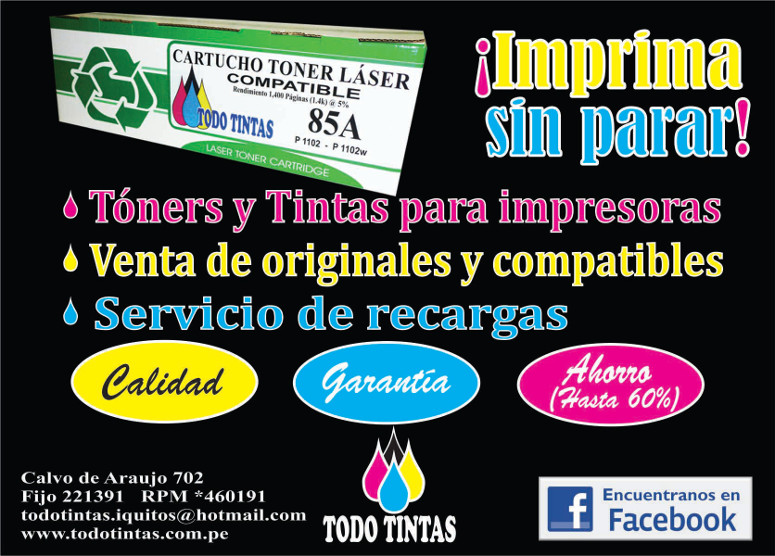 CARTUCHO TONER LÁSER
COMPATIBLE
Rendimiento 1,400 Páginas (1.4k) @ 5%
TODO TINTAS
85A
P 1102 - P 1102w
LASER TONER CARTRIDGE
¡Imprima
sin parar!
Tóners y Tintas para impresoras
Venta de originales y compatibles
Servicio de recargas
Calidad
Garantía
Ahorro
(Hasta 60%)
Calvo de Araujo 702
Fijo 221391 RPM *460191
todotintas.iquitos@hotmail.com
www.todotintas.com.pe
TODO TINTAS
f
Encuentranos en
Facebook